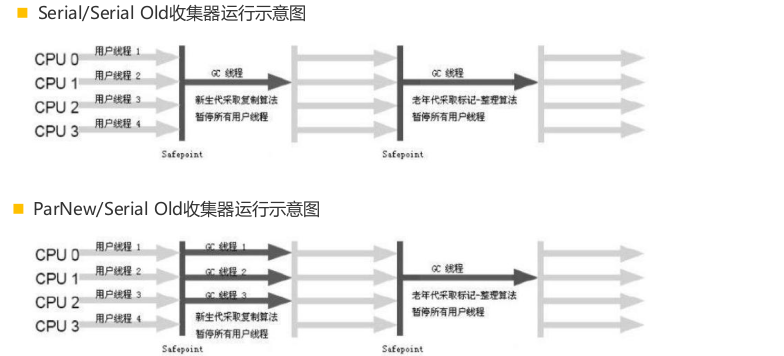 Serial/Serial Old收集器运行示意图
CPU 0 用户线程 1
CPU 1 用户线程 2
CPU 2 用户线程 3
CPU 3 用户线程 4
GC 线程
新生代采取复制算法
暂停所有用户线程
Safepoint
GC 线程
老年代采取标记-整理算法
暂停所有用户线程
Safepoint
ParNew/Serial Old收集器运行示意图
CPU 0 用户线程 1
CPU 1 用户线程 2
CPU 2 用户线程 3
CPU 3 用户线程 4
GC 线程 1
GC 线程 2
GC 线程 3
新生代采取复制算法
暂停所有用户线程
Safepoint
GC 线程
老年代采取标记-整理算法
暂停所有用户线程
Safepoint